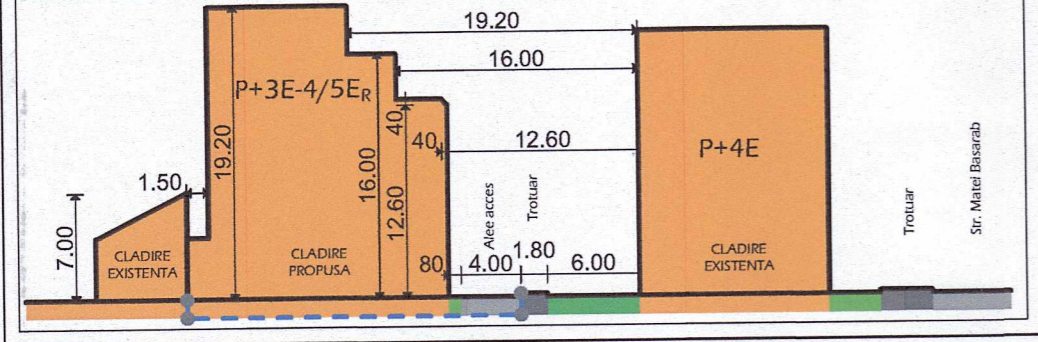 19.20
16.00
P+3E-4/5ER
19.20
40
40
12.60
P+4E
1.50
16.00
12.60
Alee acces
Trotuar
Trotuar
Str. Matei Basarab
7.00
CLADIRE
EXISTENTA
CLADIRE
PROPUSA
80
4.00
1.80
6.00
CLADIRE
EXISTENTA